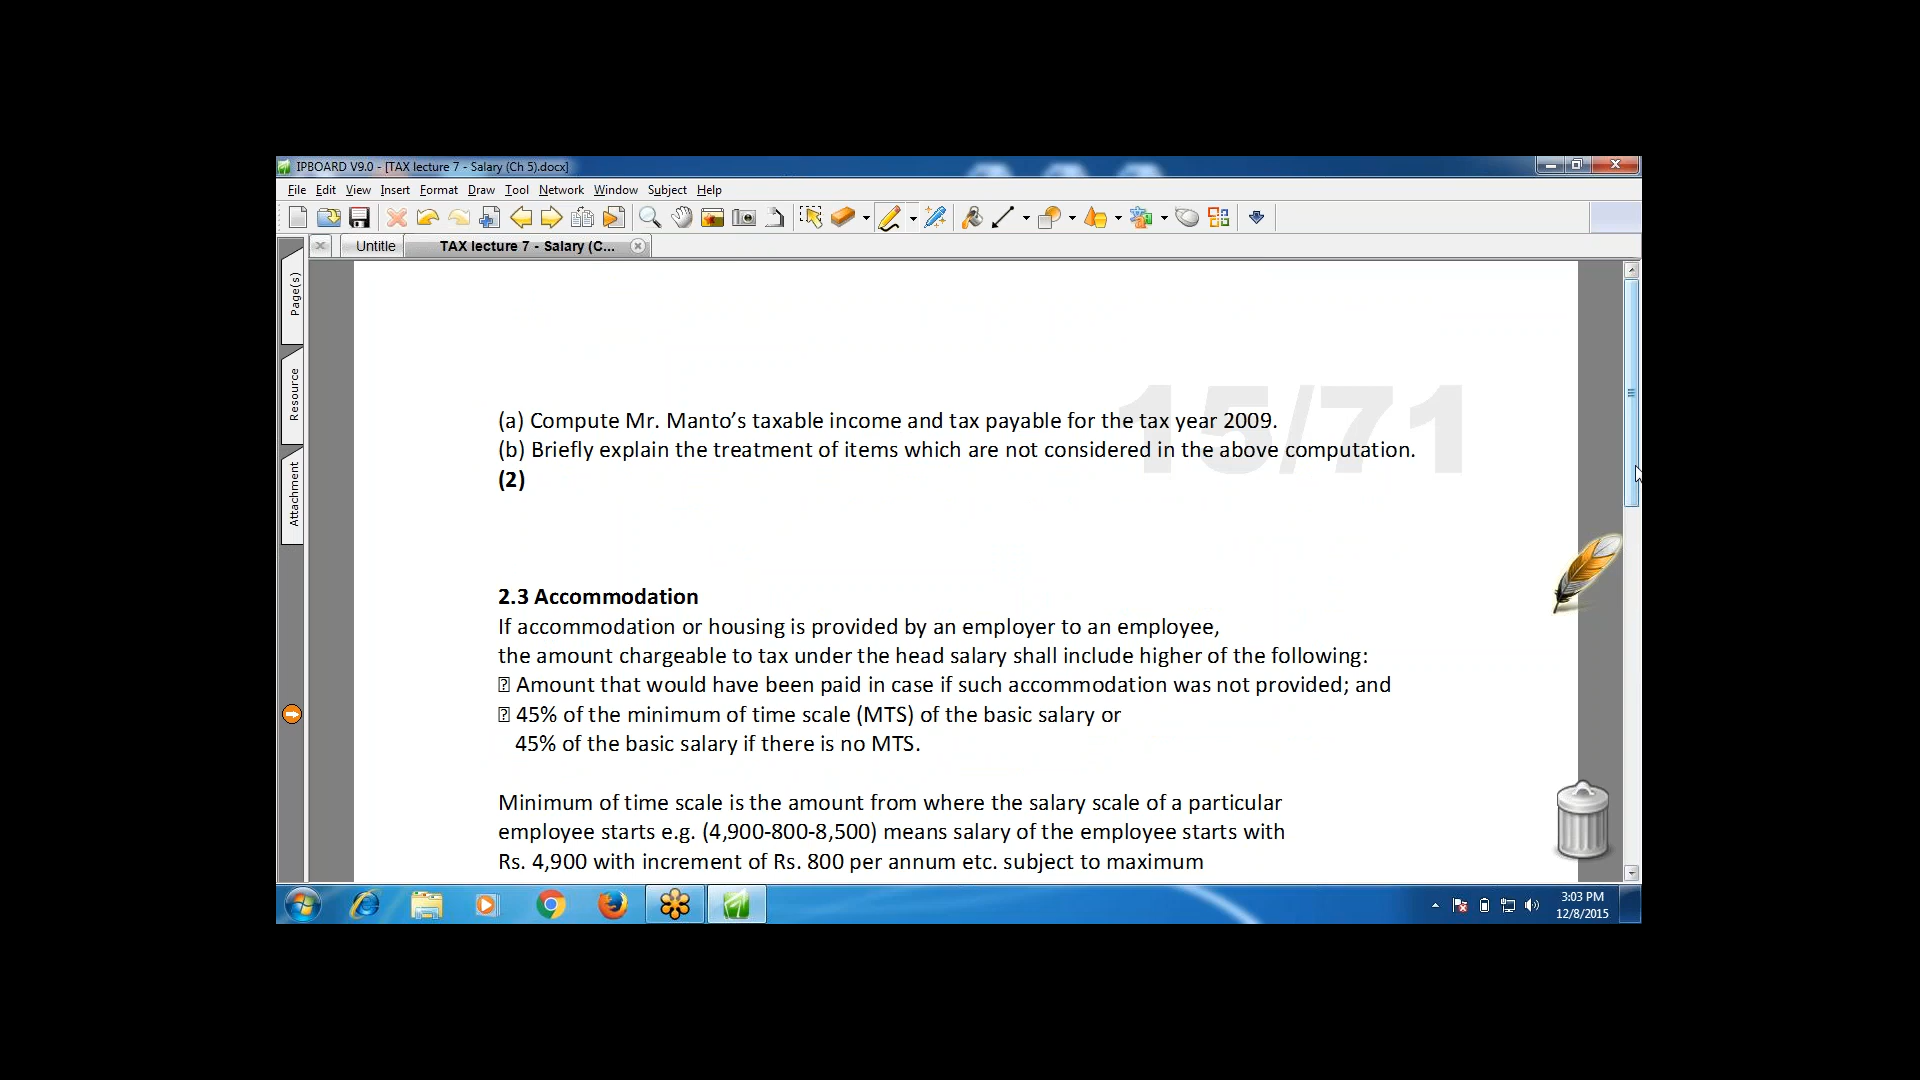 IPBOARD V9.0 - [TAX lecture 7 - Salary (Ch 5).docx]
File Edit View Insert Format Draw Tool Network Window Subject Help
Untitle TAX lecture 7 - Salary (C...
Page(s)
Resource
Attachment
15/71
(a) Compute Mr. Manto’s taxable income and tax payable for the tax year 2009.
(b) Briefly explain the treatment of items which are not considered in the above computation.
(2)
2.3 Accommodation
If accommodation or housing is provided by an employer to an employee,
the amount chargeable to tax under the head salary shall include higher of the following:
Amount that would have been paid in case if such accommodation was not provided; and
45% of the minimum of time scale (MTS) of the basic salary or
45% of the basic salary if there is no MTS.
Minimum of time scale is the amount from where the salary scale of a particular
employee starts e.g. (4,900-800-8,500) means salary of the employee starts with
Rs. 4,900 with increment of Rs. 800 per annum etc. subject to maximum
3:03 PM
12/8/2015